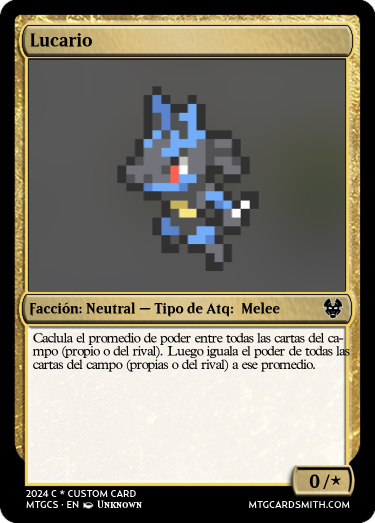 Lucario
Facción: Neutral — Tipo de Atq: Melee
Caclula el promedio de poder entre todas las cartas del ca-
mpo (propio o del rival). Luego iguala el poder de todas las
cartas del campo (propias o del rival) a ese promedio.
0/★
2024 C * CUSTOM CARD
MTGCS · EN UNKNOWN
MTGCARDSMITH.COM